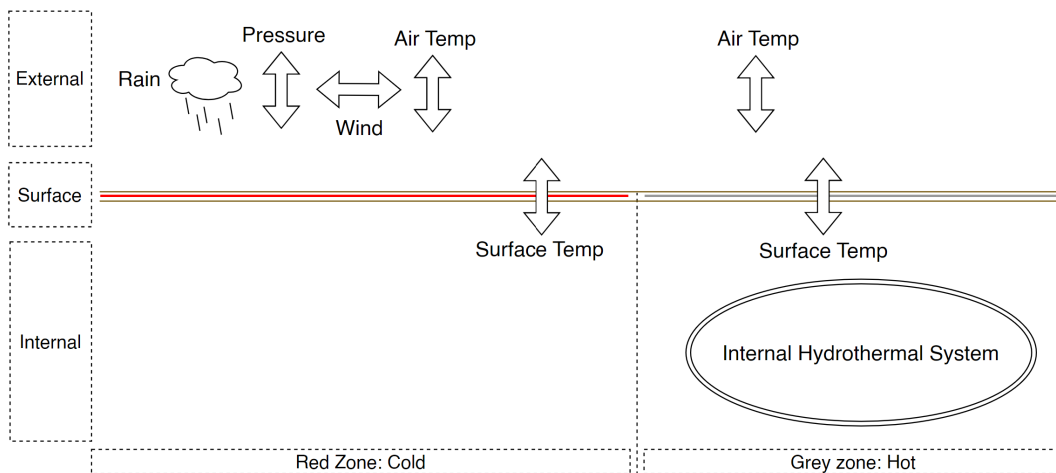 External
Pressure
Air Temp
Air Temp
Rain
Wind
Surface
Surface Temp
Surface Temp
Internal
Internal Hydrothermal System
Red Zone: Cold
Grey zone: Hot